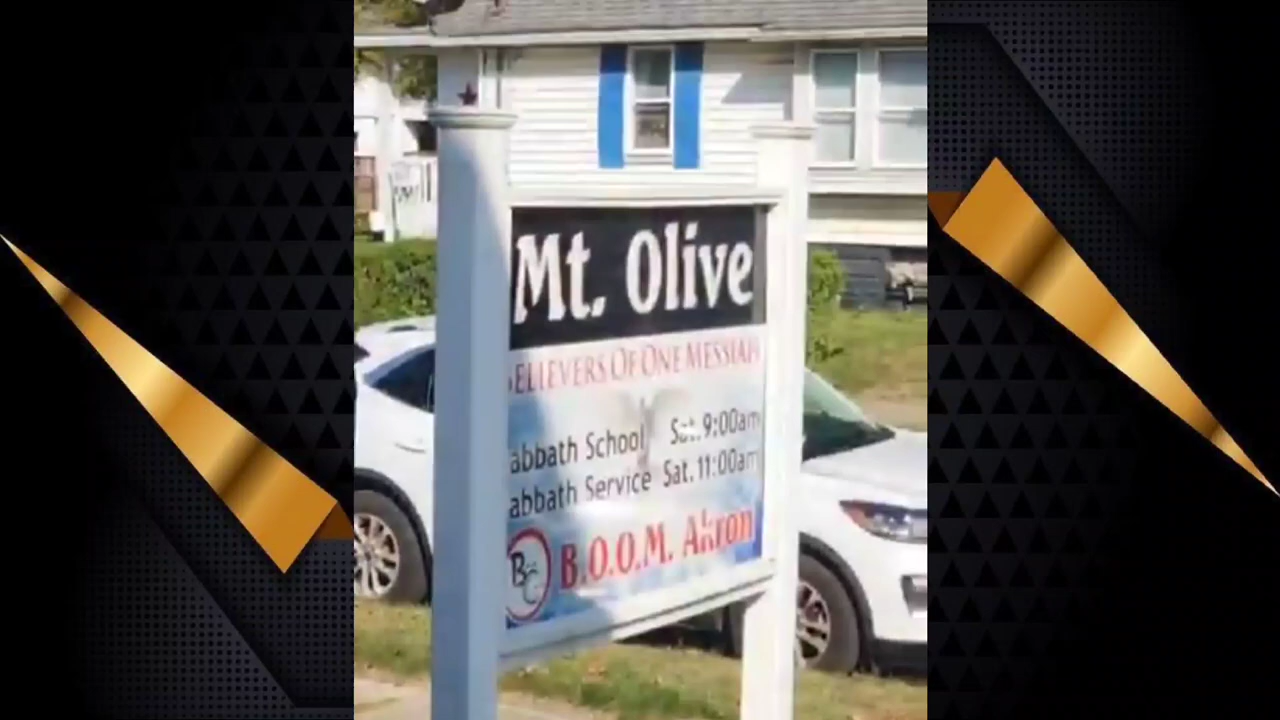 Mt. Olive
ELIEVERS OF ONE MESSIAH
abbath School Sat. 9:00am
abbath Service Sat. 11:00am
B.O.O.M. Akron